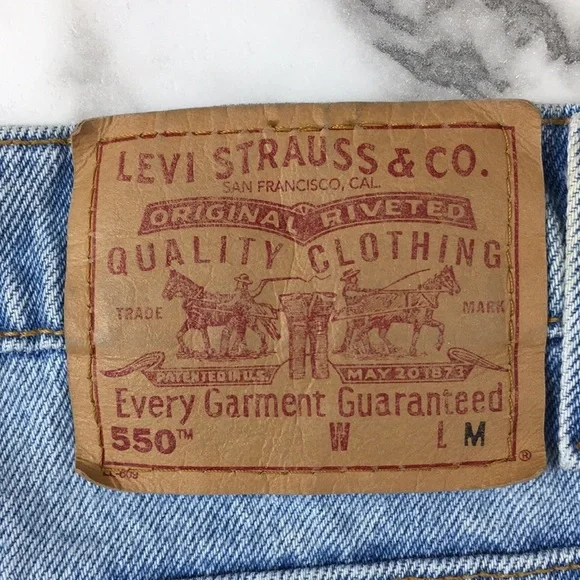 LEVI STRAUSS & CO.
SAN FRANCISCO, CAL.
ORIGINAL RIVETED
QUALITY CLOTHING
TRADE MARK
PATENTED IN U.S. MAY 20 1873
Every Garment Guaranteed
550™ W L M
®